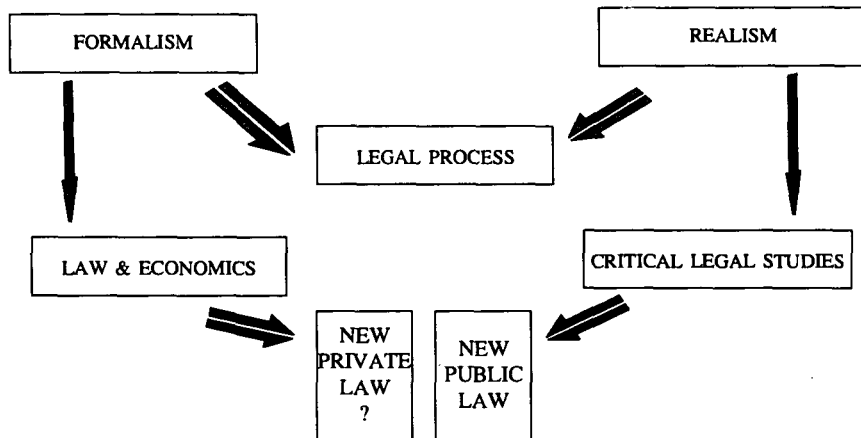 FORMALISM
REALISM
LEGAL PROCESS
LAW & ECONOMICS
CRITICAL LEGAL STUDIES
NEW
PRIVATE
LAW
?
NEW
PUBLIC
LAW